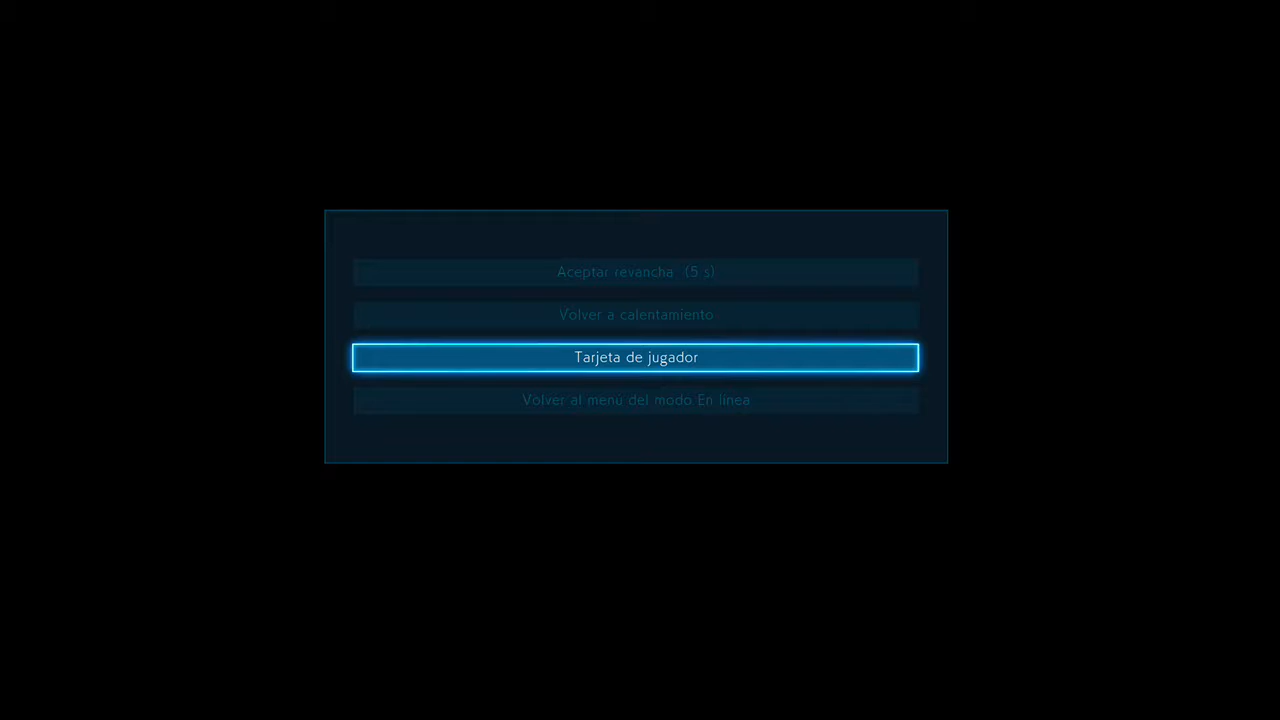 Aceptar revancha (5 s)
Volver a calentamiento
Tarjeta de jugador
Volver al menú del modo En línea